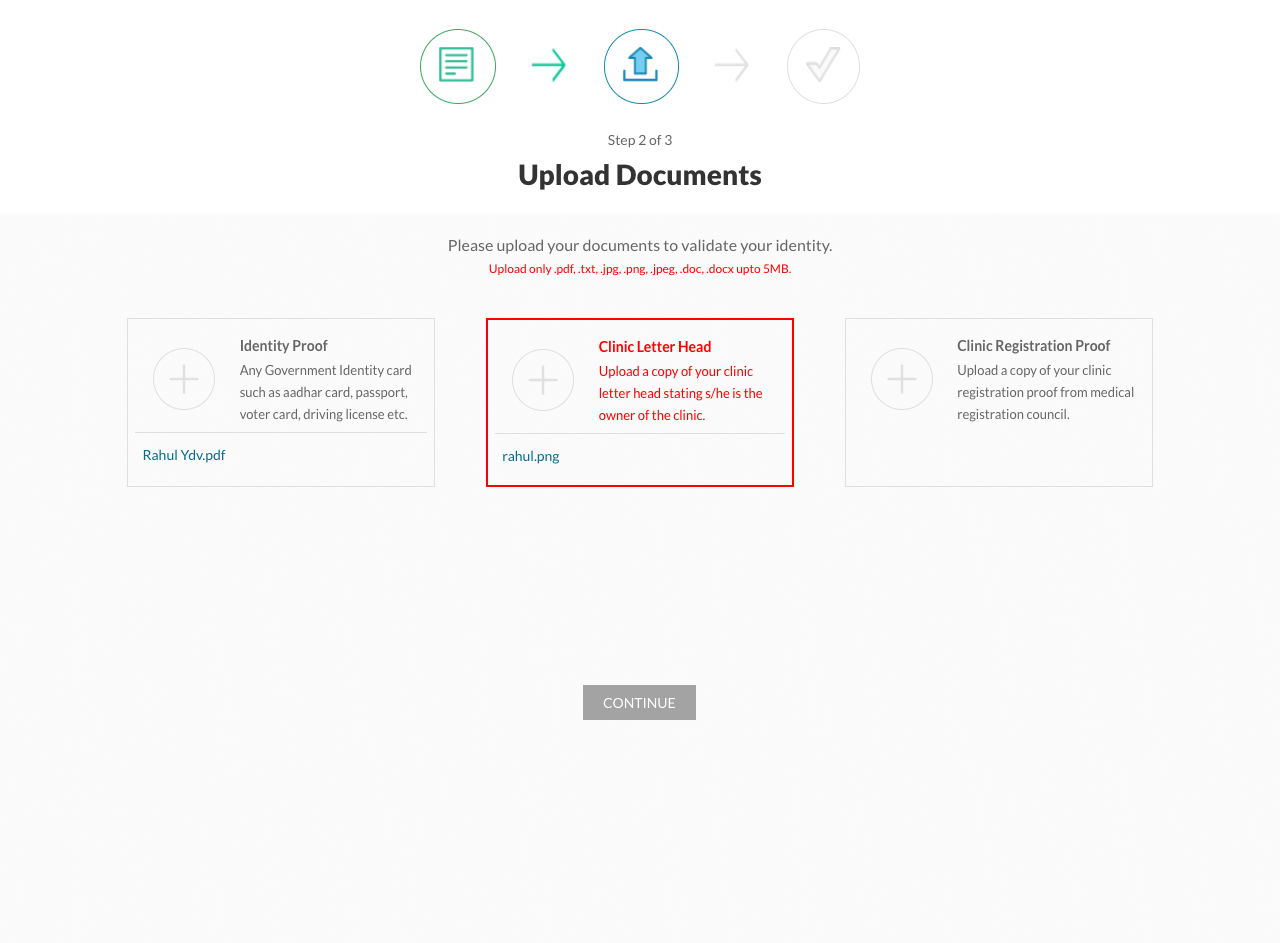 Step 2 of 3
Upload Documents
Please upload your documents to validate your identity.
Upload only .pdf, .txt, .jpg, .png, .jpeg, .doc, .docx upto 5MB.
Identity Proof
Any Government Identity card
such as aadhar card, passport,
voter card, driving license etc.
Rahul Ydv.pdf
Clinic Letter Head
Upload a copy of your clinic
letter head stating s/he is the
owner of the clinic.
rahul.png
Clinic Registration Proof
Upload a copy of your clinic
registration proof from medical
registration council.
CONTINUE